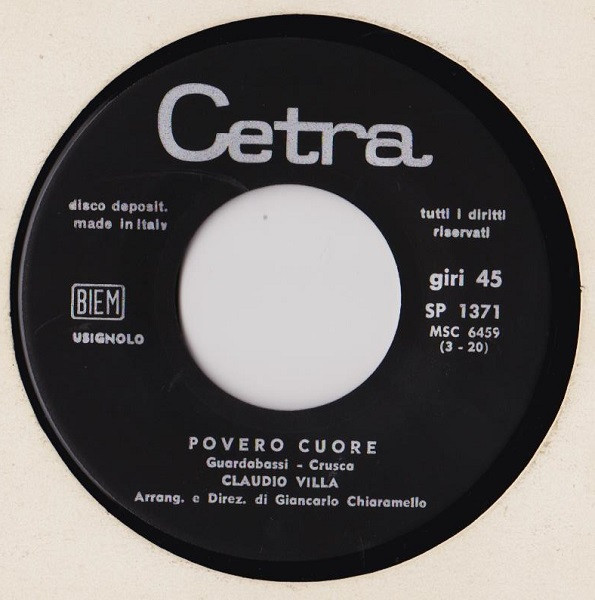 Cetra
disco deposit.
made in Italy
tutti i diritti
riservati
BIEM
USIGNOLO
giri 45
SP 1371
MSC 6459
(3 - 20)
POVERO CUORE
Guardabassi - Crusca
CLAUDIO VILLA
Arrang. e Direz. di Giancarlo Chiaramello